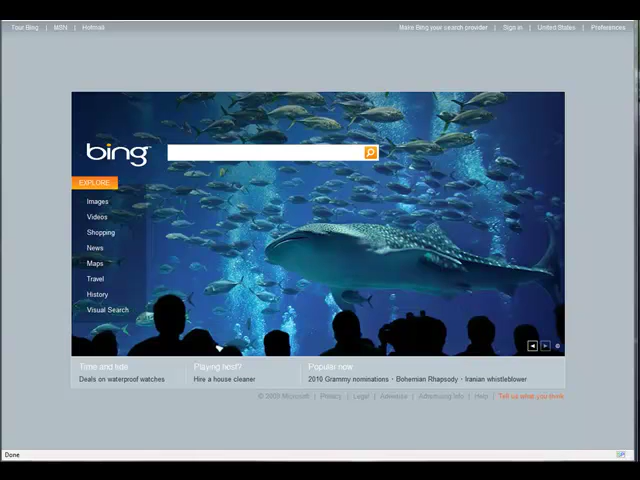 Tour Bing | MSN | Hotmail
Make Bing your search provider | Sign in | United States | Preferences
bing
EXPLORE
Images
Videos
Shopping
News
Maps
Travel
History
Visual Search
Time and tide
Deals on waterproof watches
Playing host?
Hire a house cleaner
Popular now
2010 Grammy nominations · Bohemian Rhapsody · Iranian whistleblower
© 2009 Microsoft | Privacy | Legal | Advertise | Advertising Info | Help | Tell us what you think
Done